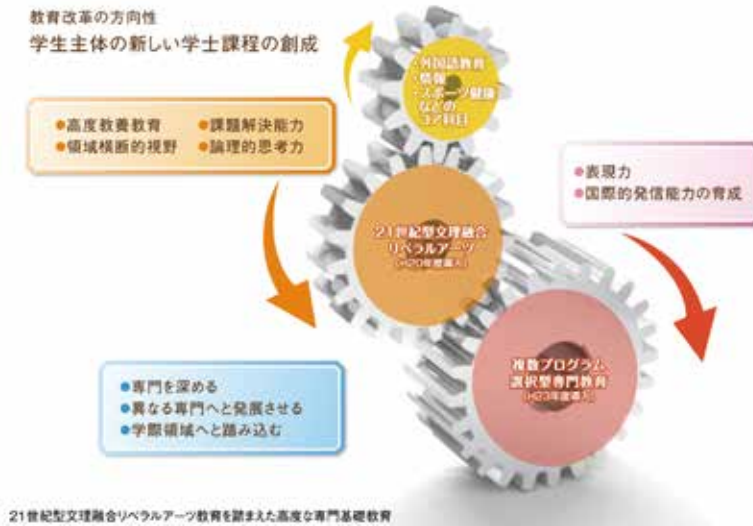 教育改革の方向性
学生主体の新しい学士課程の創成
・外国語教育
・情報
・スポーツ健康
などの
コア科目
●高度教養教育 ●課題解決能力
●領域横断的視野 ●論理的思考力
●表現力
●国際的発信能力の育成
21世紀型文理融合
リベラルアーツ
(H20年度導入)
複数プログラム
選択型専門教育
(H23年度導入)
●専門を深める
●異なる専門へと発展させる
●学際領域へと踏み込む
21世紀型文理融合リベラルアーツ教育を踏まえた高度な専門基礎教育